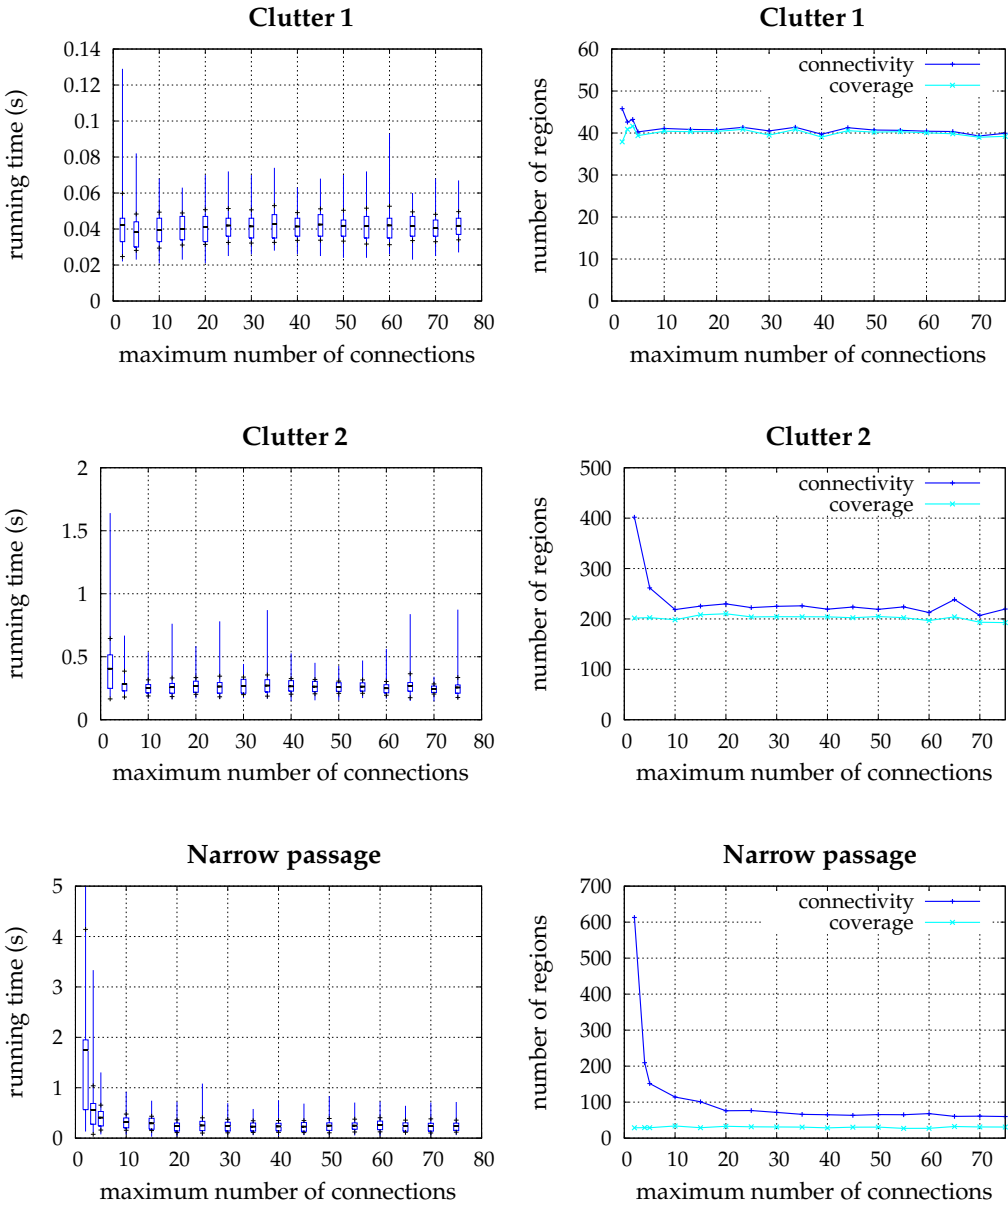 Clutter 1
running time (s)
0.14
0.12
0.1
0.08
0.06
0.04
0.02
0
0 10 20 30 40 50 60 70 80
maximum number of connections
Clutter 1
number of regions
60
50
40
30
20
10
0
connectivity
coverage
0 10 20 30 40 50 60 70
maximum number of connections
Clutter 2
running time (s)
2
1.5
1
0.5
0
0 10 20 30 40 50 60 70 80
maximum number of connections
Clutter 2
number of regions
500
400
300
200
100
0
connectivity
coverage
0 10 20 30 40 50 60 70
maximum number of connections
Narrow passage
running time (s)
5
4
3
2
1
0
0 10 20 30 40 50 60 70 80
maximum number of connections
Narrow passage
number of regions
700
600
500
400
300
200
100
0
connectivity
coverage
0 10 20 30 40 50 60 70
maximum number of connections